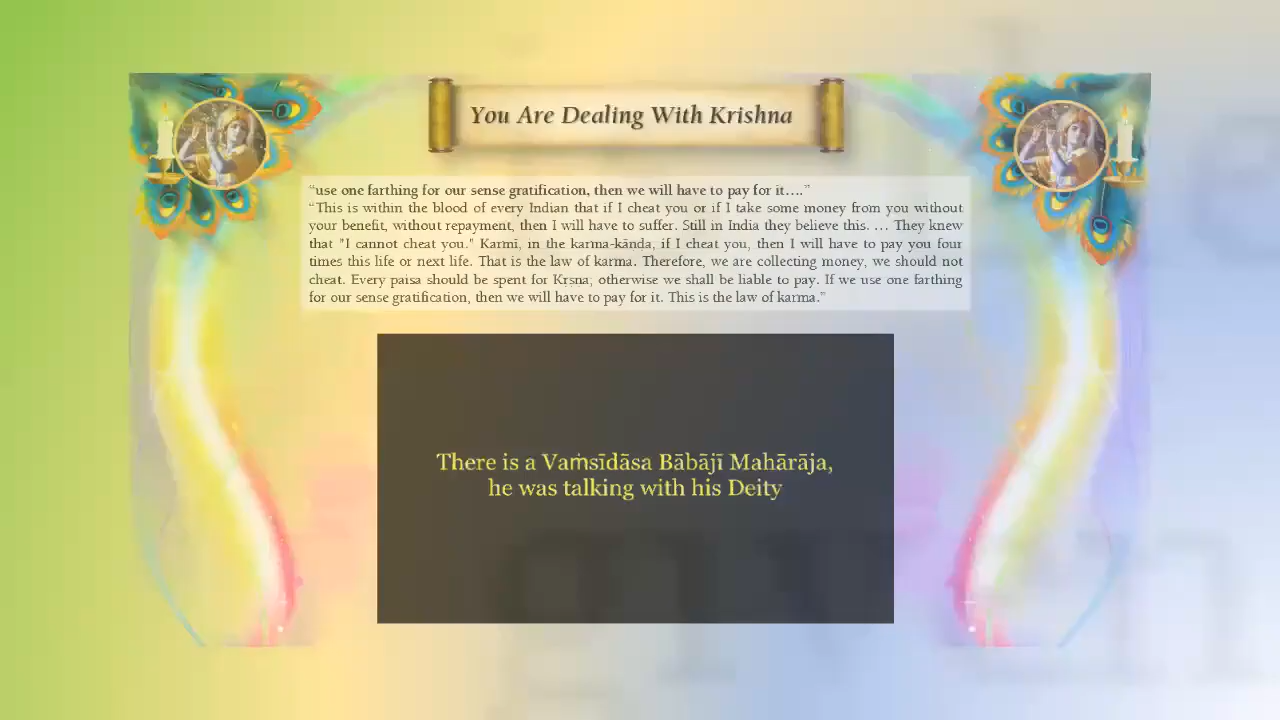 You Are Dealing With Krishna
“use one farthing for our sense gratification, then we will have to pay for it….”
“This is within the blood of every Indian that if I cheat you or if I take some money from you without
your benefit, without repayment, then I will have to suffer. Still in India they believe this. … They knew
that "I cannot cheat you." Karmī, in the karma-kānda, if I cheat you, then I will have to pay you four
times this life or next life. That is the law of karma. Therefore, we are collecting money, we should not
cheat. Every paisa should be spent for Krsna; otherwise we shall be liable to pay. If we use one farthing
for our sense gratification, then we will have to pay for it. This is the law of karma.”
There is a Vaṁsīdāsa Bābājī Mahārāja,
he was talking with his Deity